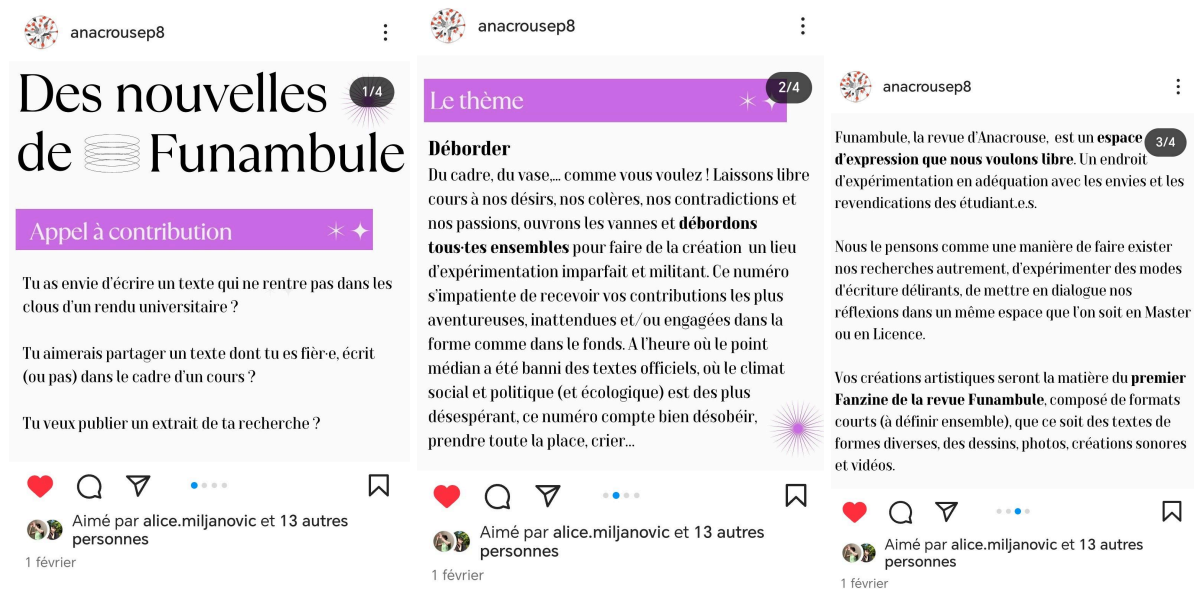 anacrousep8
Des nouvelles
1/4
de Funambule
Appel à contribution
Tu as envie d'écrire un texte qui ne rentre pas dans les
clous d'un rendu universitaire ?
Tu aimerais partager un texte dont tu es fièr·e, écrit
(ou pas) dans le cadre d'un cours ?
Tu veux publier un extrait de ta recherche ?
Aimé par alice.miljanovic et 13 autres
personnes
1 février
anacrousep8
2/4
Le thème
Déborder
Du cadre, du vase,... comme vous voulez ! Laissons libre
cours à nos désirs, nos colères, nos contradictions et
nos passions, ouvrons les vannes et débordons
tous·tes ensembles pour faire de la création un lieu
d'expérimentation imparfait et militant. Ce numéro
s'impatiente de recevoir vos contributions les plus
aventureuses, inattendues et/ou engagées dans la
forme comme dans le fonds. A l'heure où le point
médian a été banni des textes officiels, où le climat
social et politique (et écologique) est des plus
désespérant, ce numéro compte bien désobéir,
prendre toute la place, crier...
Aimé par alice.miljanovic et 13 autres
personnes
1 février
anacrousep8
Funambule, la revue d'Anacrouse, est un espace
3/4
d'expression que nous voulons libre. Un endroit
d'expérimentation en adéquation avec les envies et les
revendications des étudiant.e.s.
Nous le pensons comme une manière de faire exister
nos recherches autrement, d'expérimenter des modes
d'écriture délirants, de mettre en dialogue nos
réflexions dans un même espace que l'on soit en Master
ou en Licence.
Vos créations artistiques seront la matière du premier
Fanzine de la revue Funambule, composé de formats
courts (à définir ensemble), que ce soit des textes de
formes diverses, des dessins, photos, créations sonores
et vidéos.
Aimé par alice.miljanovic et 13 autres
personnes
1 février